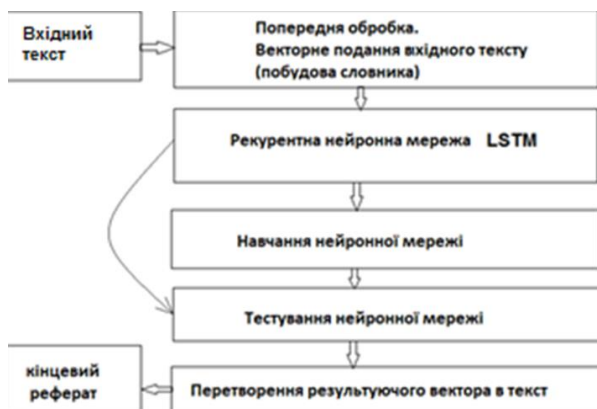 Вхідний
текст
Попередня обробка.
Векторне подання вхідного тексту
(побудова словника)
Рекурентна нейронна мережа LSTM
Навчання нейронної мережі
Тестування нейронної мережі
кінцевий
реферат
Перетворення результуючого вектора в текст